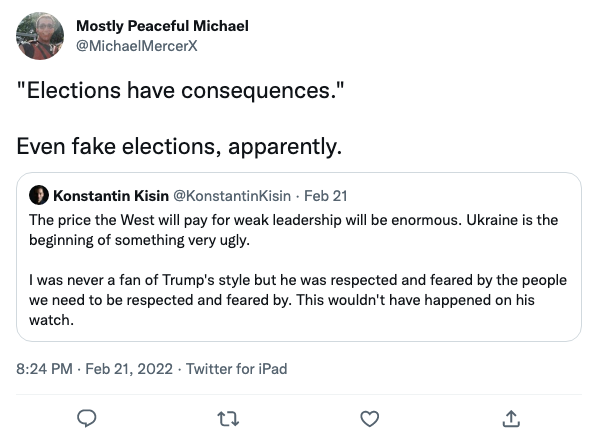 Mostly Peaceful Michael
@MichaelMercerX
"Elections have consequences."
Even fake elections, apparently.
Konstantin Kisin @KonstantinKisin · Feb 21
The price the West will pay for weak leadership will be enormous. Ukraine is the
beginning of something very ugly.
I was never a fan of Trump's style but he was respected and feared by the people
we need to be respected and feared by. This wouldn't have happened on his
watch.
8:24 PM · Feb 21, 2022 · Twitter for iPad